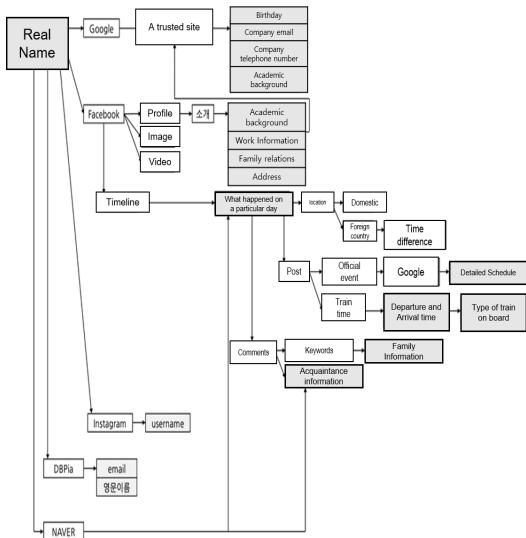 Real
Name
Google
A trusted site
Birthday
Company email
Company
telephone number
Academic
background
Facebook
Profile
소개
Academic
background
Image
Work Information
Video
Family relations
Address
Timeline
What happened on
a particular day
location
Domestic
Foreign
country
Time
difference
Post
Official
event
Google
Detailed Schedule
Train
time
Departure and
Arrival time
Type of train
on board
Comments
Keywords
Family
Information
Acquaintance
information
Instagram
username
DBPia
email
영문이름
NAVER